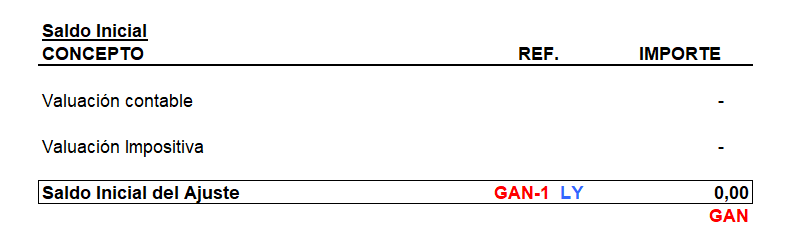 Saldo Inicial
CONCEPTO REF. IMPORTE
Valuación contable -
Valuación Impositiva -
Saldo Inicial del Ajuste GAN-1 LY 0,00
GAN